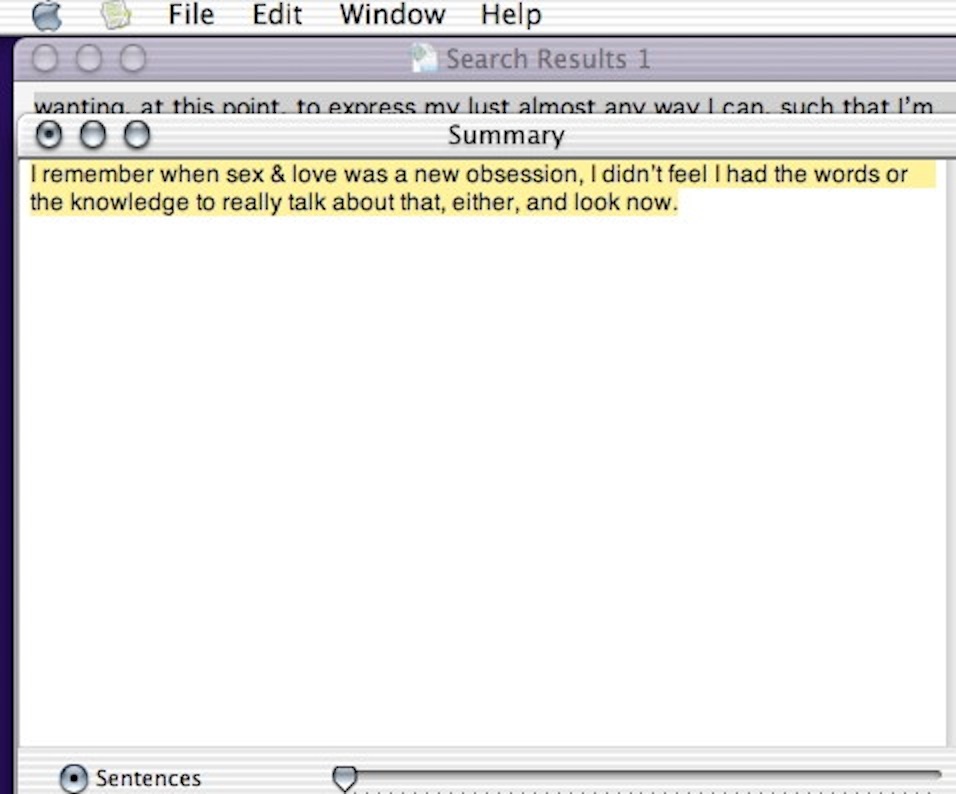 File Edit Window Help
Search Results 1
wanting, at this point, to express my lust almost any way I can, such that I’m
Summary
I remember when sex & love was a new obsession, I didn’t feel I had the words or
the knowledge to really talk about that, either, and look now.
Sentences